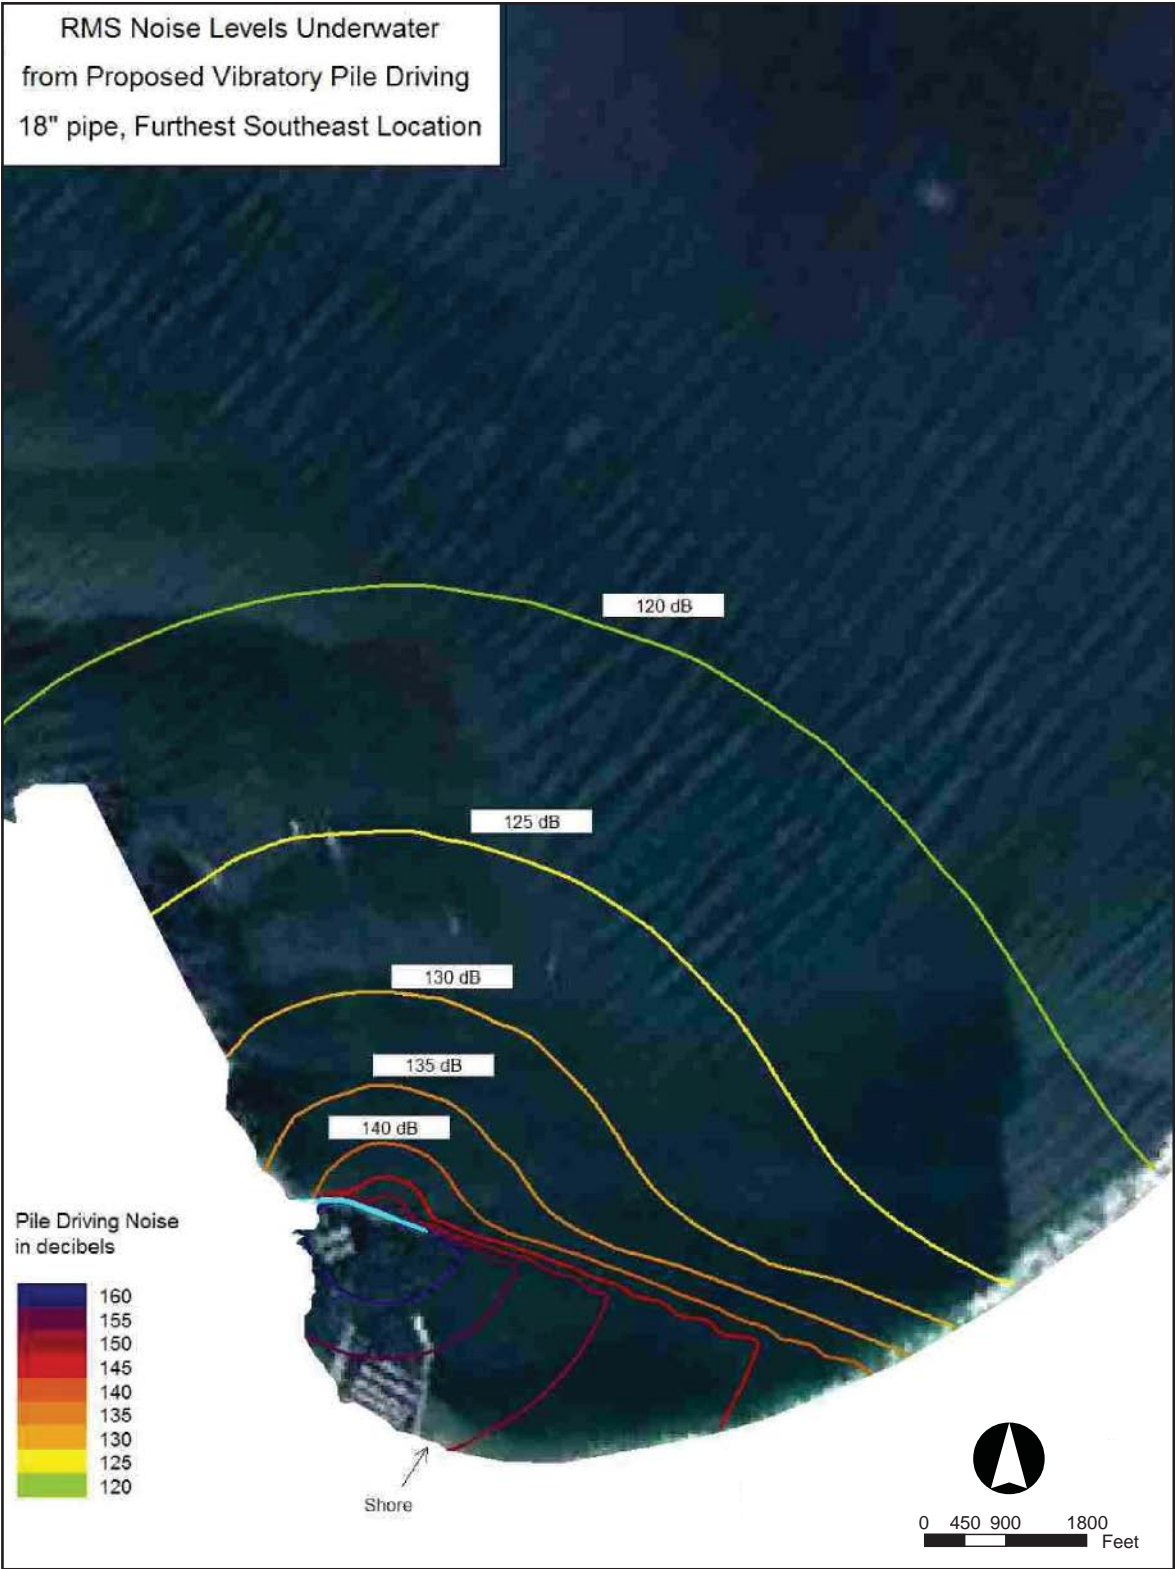 RMS Noise Levels Underwater
from Proposed Vibratory Pile Driving
18" pipe, Furthest Southeast Location
120 dB
125 dB
130 dB
135 dB
140 dB
Pile Driving Noise
in decibels
160
155
150
145
140
135
130
125
120
Shore
0 450 900 1800
Feet